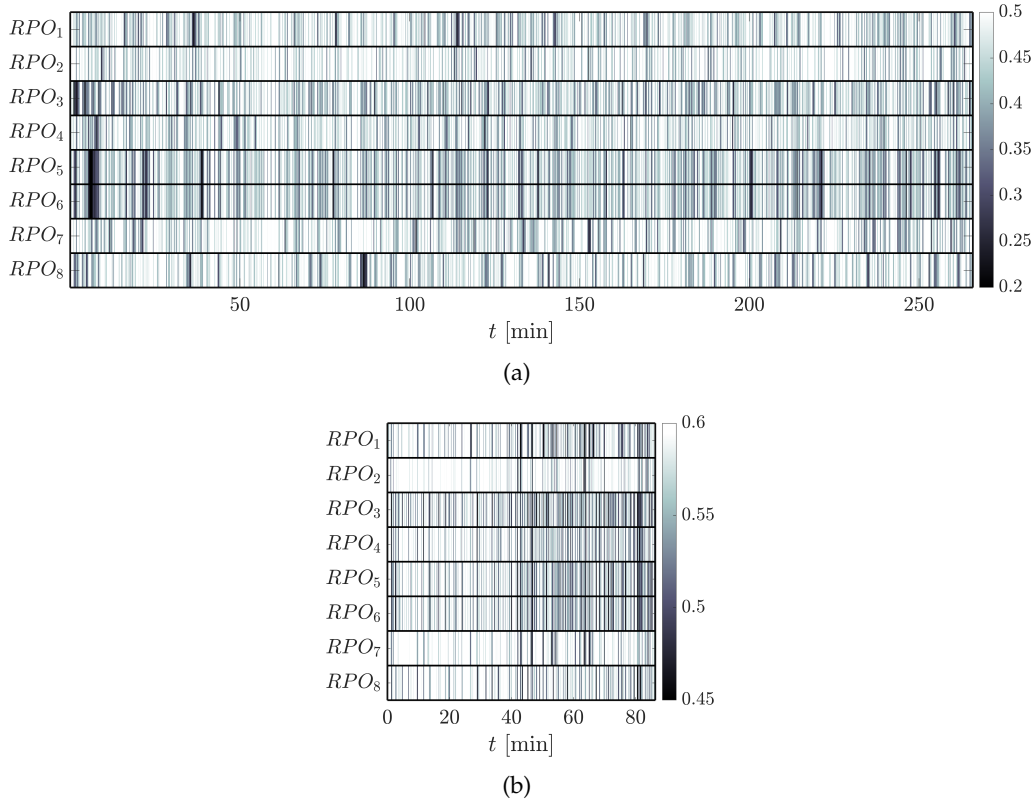 RPO1
RPO2
RPO3
RPO4
RPO5
RPO6
RPO7
RPO8
0.5
0.45
0.4
0.35
0.3
0.25
0.2
50 100 150 200 250
t [min]
(a)
RPO1
RPO2
RPO3
RPO4
RPO5
RPO6
RPO7
RPO8
0.6
0.55
0.5
0.45
0 20 40 60 80
t [min]
(b)